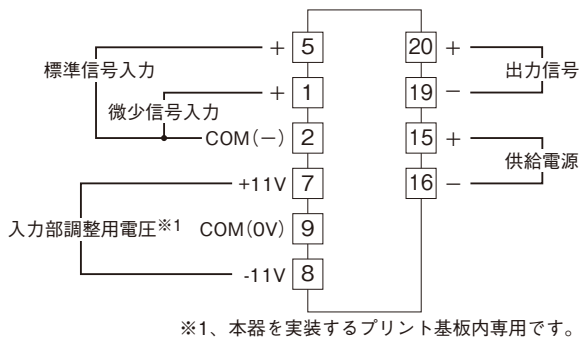 標準信号入力
+ 5
微少信号入力
+ 1
COM(−) 2
+11V 7
入力部調整用電圧※1
COM(0V) 9
-11V 8
20 +
出力信号
19 −
15 +
供給電源
16 −
※1、本器を実装するプリント基板内専用です。